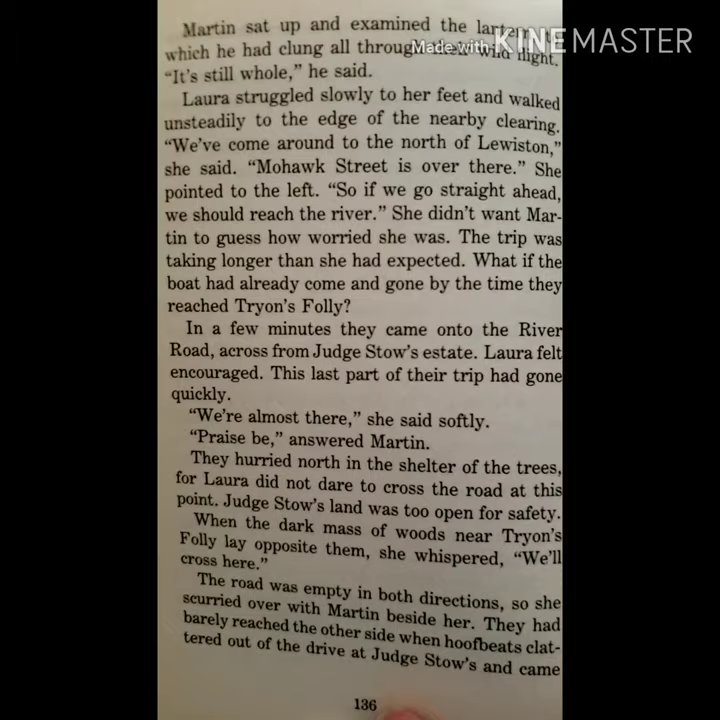 Martin sat up and examined the lantern
which he had clung all through wild flight.
Made with KINEMASTER
“It's still whole,” he said.
Laura struggled slowly to her feet and walked
unsteadily to the edge of the nearby clearing.
“We've come around to the north of Lewiston,”
she said. “Mohawk Street is over there.” She
pointed to the left. “So if we go straight ahead,
we should reach the river.” She didn't want Mar-
tin to guess how worried she was. The trip was
taking longer than she had expected. What if the
boat had already come and gone by the time they
reached Tryon's Folly?
In a few minutes they came onto the River
Road, across from Judge Stow's estate. Laura felt
encouraged. This last part of their trip had gone
quickly.
“We're almost there,” she said softly.
“Praise be,” answered Martin.
They hurried north in the shelter of the trees,
for Laura did not dare to cross the road at this
point. Judge Stow's land was too open for safety.
When the dark mass of woods near Tryon's
Folly lay opposite them, she whispered, “We'll
cross here.”
The road was empty in both directions, so she
scurried over with Martin beside her. They had
barely reached the other side when hoofbeats clat-
tered out of the drive at Judge Stow's and came
136